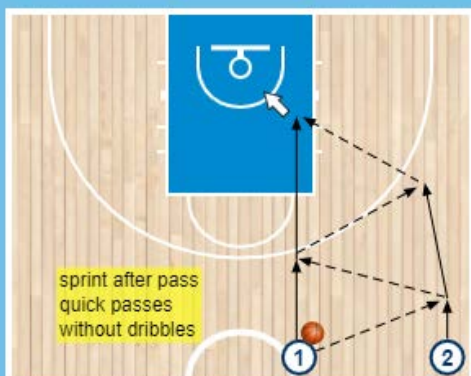 sprint after pass
quick passes
without dribbles
1 2